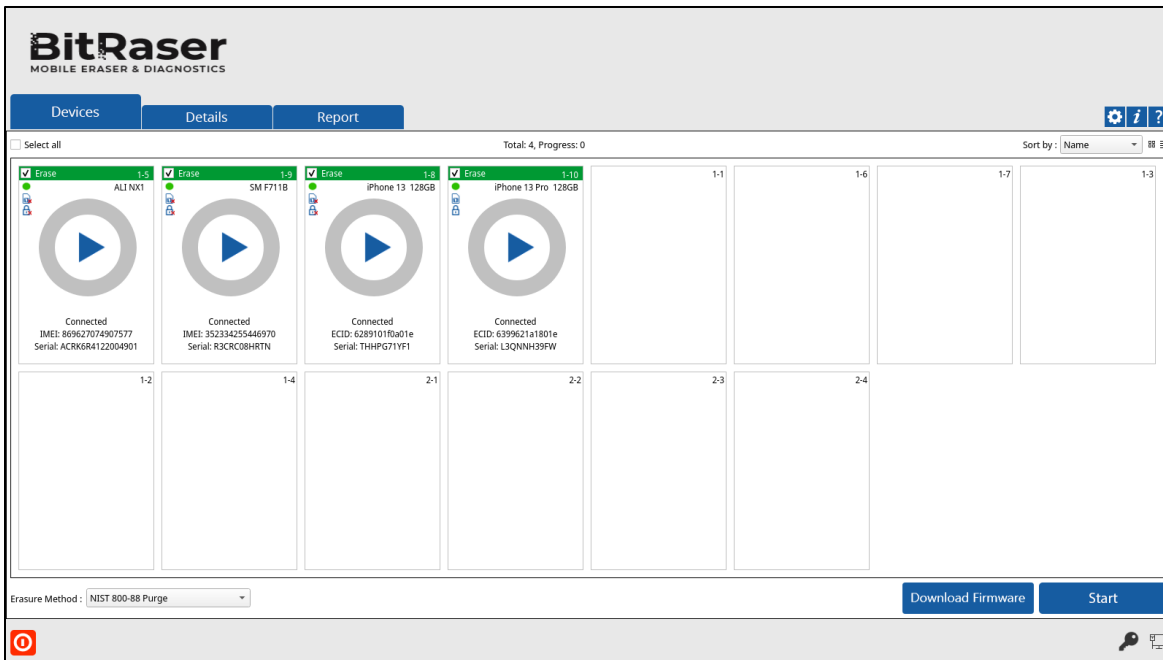 BitRaser
MOBILE ERASER & DIAGNOSTICS
Devices
Details
Report
i
?
Select all
Total: 4, Progress: 0
Sort by : Name
Erase 1-5
ALI NX1
Connected
IMEI: 869627074907577
Serial: ACRK6R4122004901
Erase 1-9
SM F711B
Connected
IMEI: 352334255446970
Serial: R3CRC08HRTN
Erase 1-8
iPhone 13 128GB
Connected
ECID: 6289101f0a01e
Serial: THHPG71YF1
Erase 1-10
iPhone 13 Pro 128GB
Connected
ECID: 6399621a1801e
Serial: L3QNNH39FW
1-1
1-6
1-7
1-3
1-2
1-4
2-1
2-2
2-3
2-4
Erasure Method : NIST 800-88 Purge
Download Firmware
Start